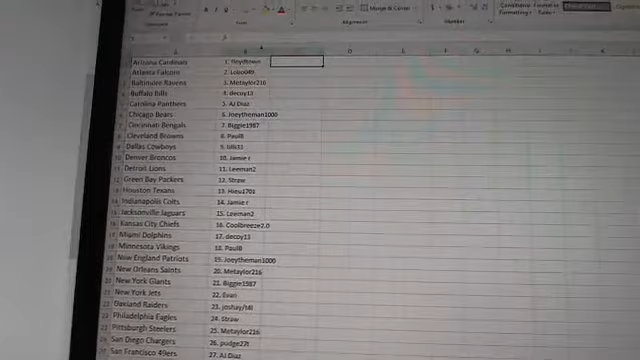 Merge & Center
Alignment
Number
Arizona Cardinals 1. floydtown
Atlanta Falcons 2. Lobo049
Baltimore Ravens 3. Metaylor216
Buffalo Bills 4. decoy13
Carolina Panthers 5. AJ Diaz
Chicago Bears 6. Joeytheman1000
Cincinnati Bengals 7. Biggie1987
Cleveland Browns 8. PaulB
Dallas Cowboys 9.
Denver Broncos 10. Jamie r
Detroit Lions 11. Leeman2
Green Bay Packers 12. Straw
Houston Texans 13. Hieu1701
Indianapolis Colts 14. Jamie r
Jacksonville Jaguars 15. Leeman2
Kansas City Chiefs 16. Coolbreeze2.0
Miami Dolphins 17. decoy13
Minnesota Vikings 18. PaulB
New England Patriots 19. Joeytheman1000
New Orleans Saints 20. Metaylor216
New York Giants 21. Biggie1987
New York Jets 22. Evan
Oakland Raiders 23.
Philadelphia Eagles 24. Straw
Pittsburgh Steelers 25. Metaylor216
San Diego Chargers 26. pudge27t
San Francisco 49ers 27. AJ Diaz